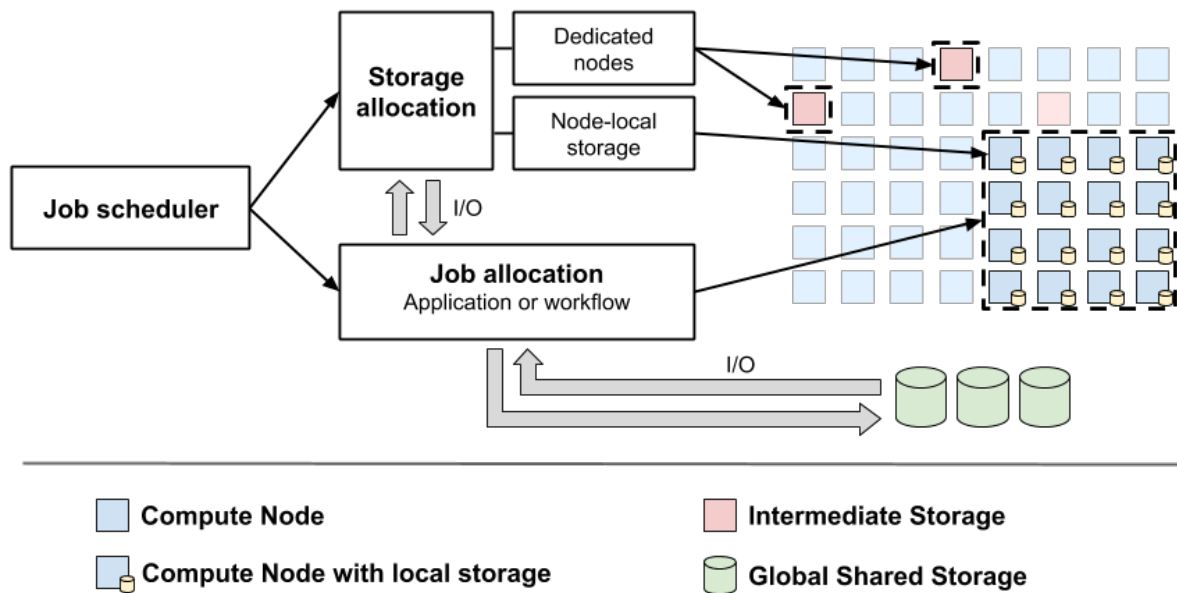 Dedicated
nodes
Storage
allocation
Node-local
storage
Job scheduler
I/O
Job allocation
Application or workflow
I/O
Compute Node
Intermediate Storage
Compute Node with local storage
Global Shared Storage